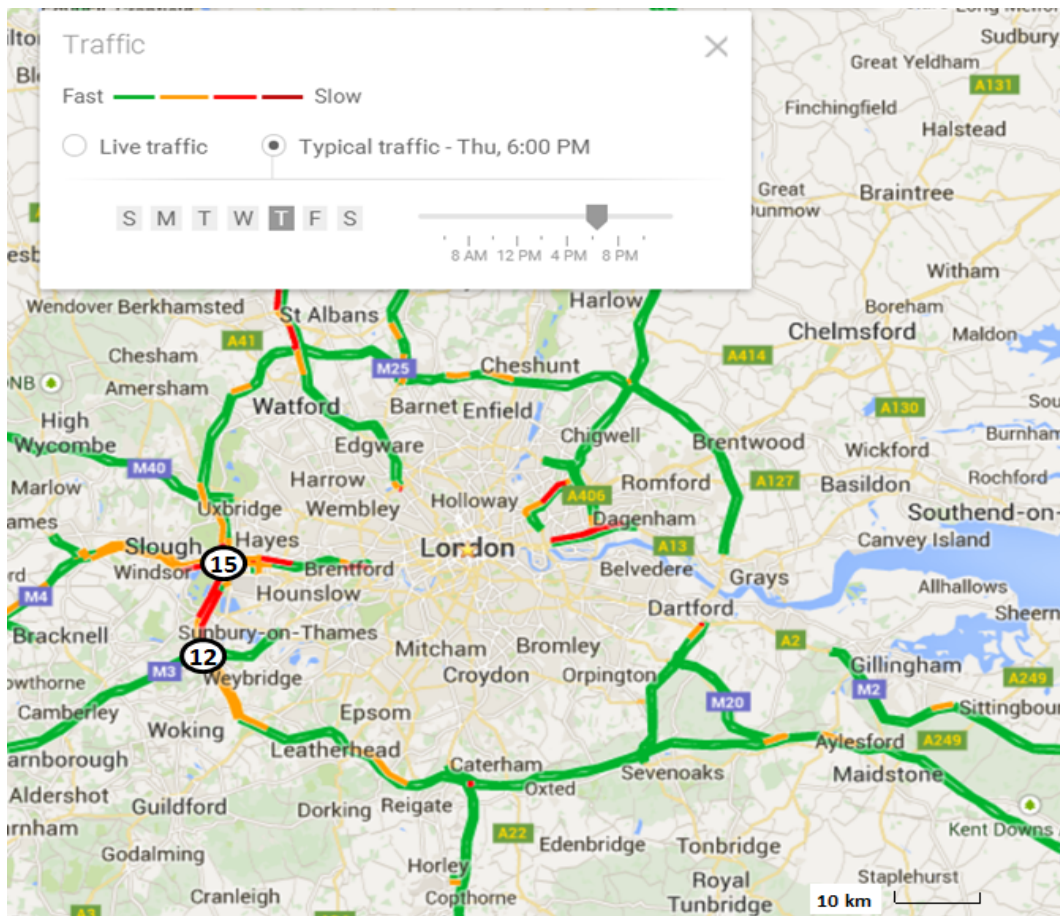 Sudbury
Traffic
Great Yeldham
Fast
Slow
A131
Finchingfield
Live traffic
Typical traffic - Thu, 6:00 PM
Halstead
Great
Dunmow
Braintree
S M T W T F S
8 AM 12 PM 4 PM 8 PM
Witham
Wendover Berkhamsted
St Albans
Harlow
Boreham
Chelmsford
Maldon
A41
Chesham
M25
Cheshunt
A414
Amersham
Watford
Barnet Enfield
A130
High
Wycombe
Edgware
Chigwell
Brentwood
Wickford
Burnham
M40
Harrow
Marlow
Holloway
A406
Romford
A127
Basildon
Rochford
Uxbridge
Wembley
Dagenham
Southend-on-
Slough
Hayes
London
A13
Canvey Island
15
Windsor
Brentford
Belvedere
Grays
Allhallows
M4
Hounslow
Dartford
Sheern
Bracknell
Sunbury-on-Thames
Mitcham
Bromley
A2
12
M3
Weybridge
Croydon
Orpington
Gillingham
A249
Camberley
M20
M2
Sittingbour
Woking
Epsom
Leatherhead
Aylesford
A249
arnborough
Caterham
Sevenoaks
Maidstone
Aldershot
Guildford
Dorking
Reigate
Oxted
rnham
A22
Kent Downs
Godalming
Edenbridge
Tonbridge
Horley
Royal
Tunbridge
Staplehurst
Cranleigh
Copthorne
10 km
A3